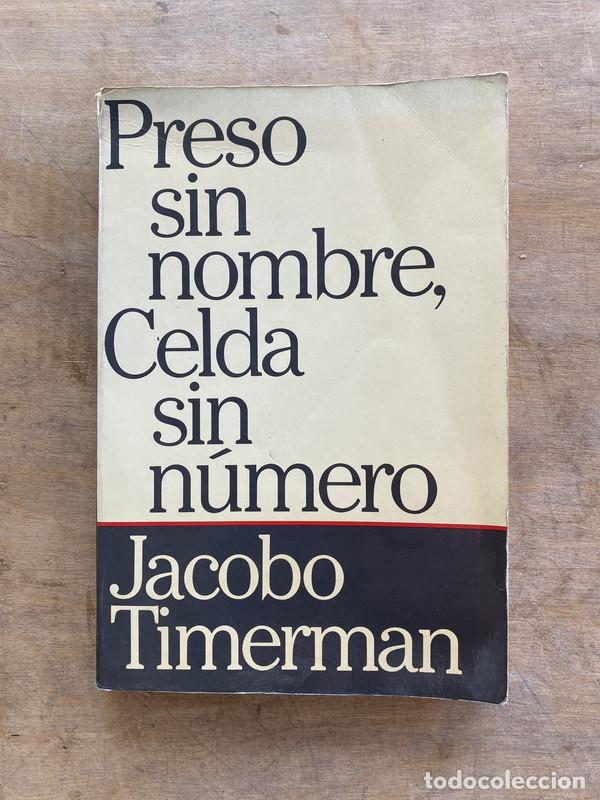 Preso
sin
nombre,
Celda
sin
número
Jacobo
Timerman
todocoleccion